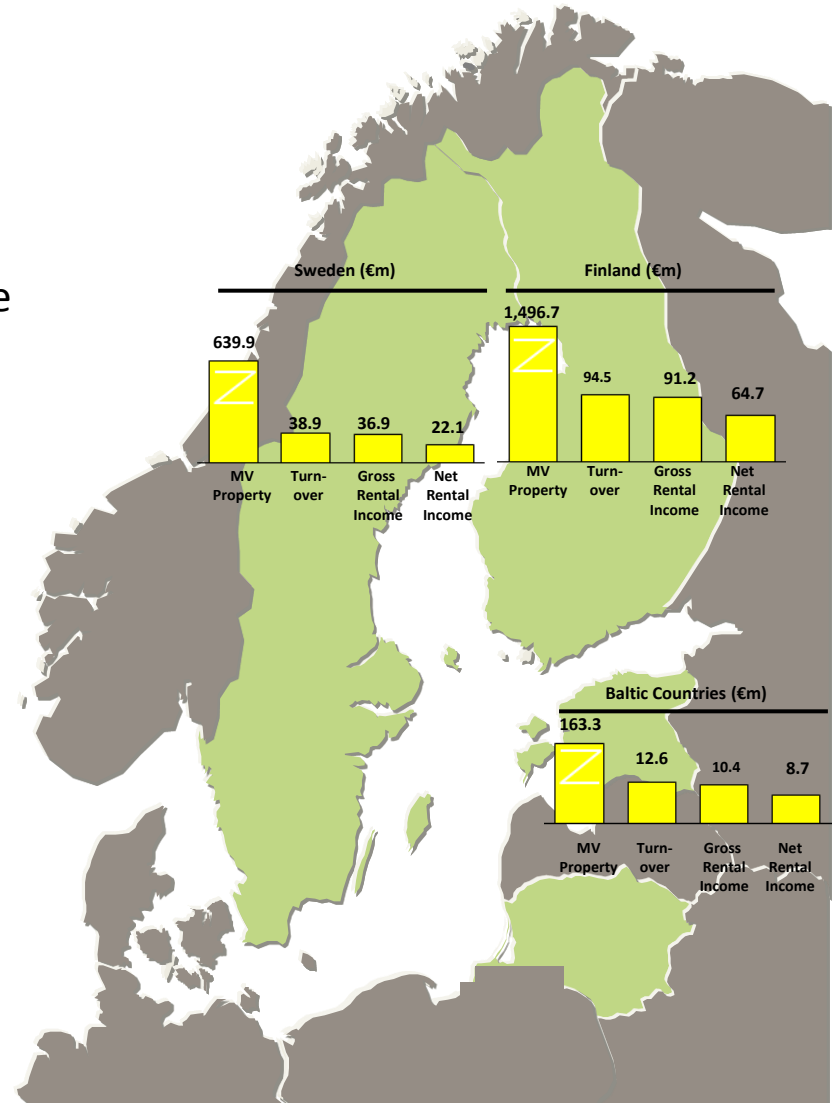 e
Sweden (€m)
639.9
38.9
36.9
22.1
MV
Property
Turn-
over
Gross
Rental
Income
Net
Rental
Income
Finland (€m)
1,496.7
94.5
91.2
64.7
MV
Property
Turn-
over
Gross
Rental
Income
Net
Rental
Income
Baltic Countries (€m)
163.3
12.6
10.4
8.7
MV
Property
Turn-
over
Gross
Rental
Income
Net
Rental
Income